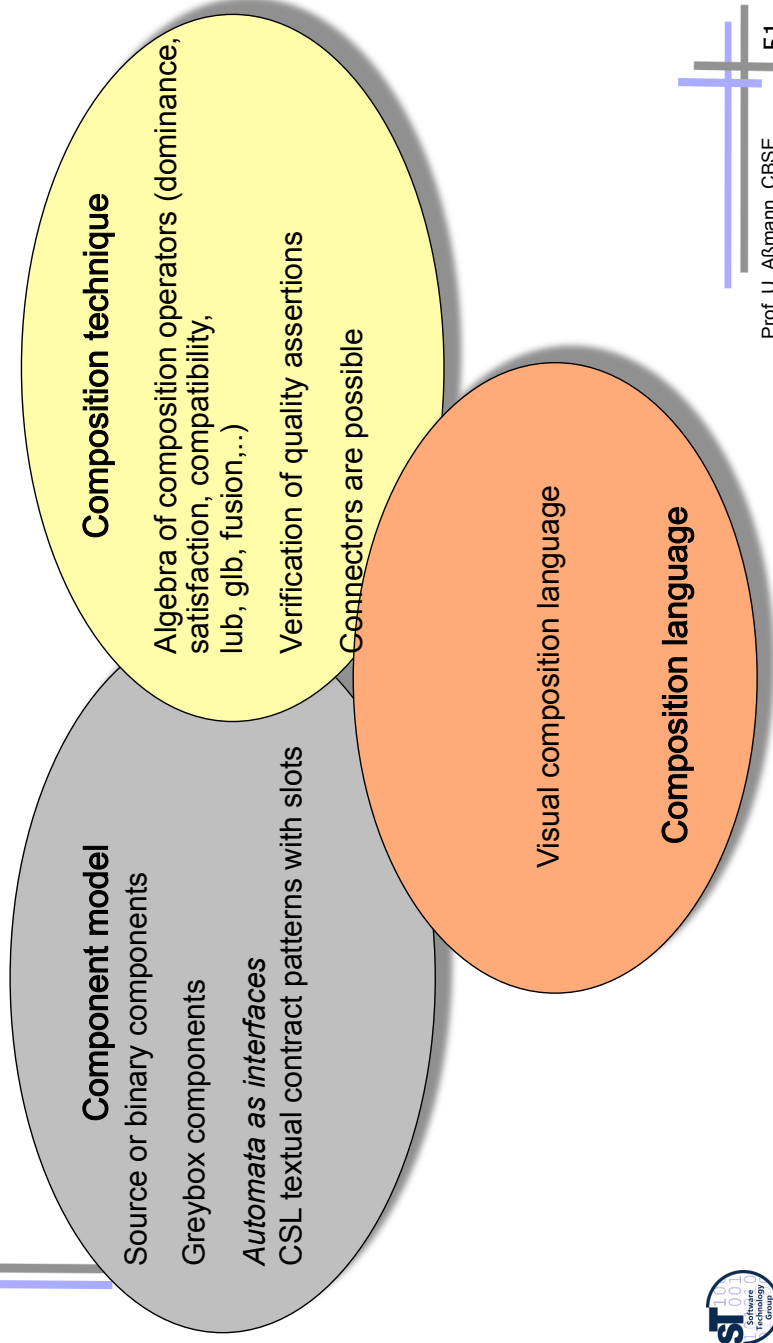 Component model
Source or binary components
Greybox components
Automata as interfaces
CSL textual contract patterns with slots
Composition technique
Algebra of composition operators (dominance,
satisfaction, compatibility,
lub, glb, fusion,..)
Verification of quality assertions
Connectors are possible
Visual composition language
Composition language
Prof. U. Aßmann, CBSE
51
ST
Software
Technology
Group